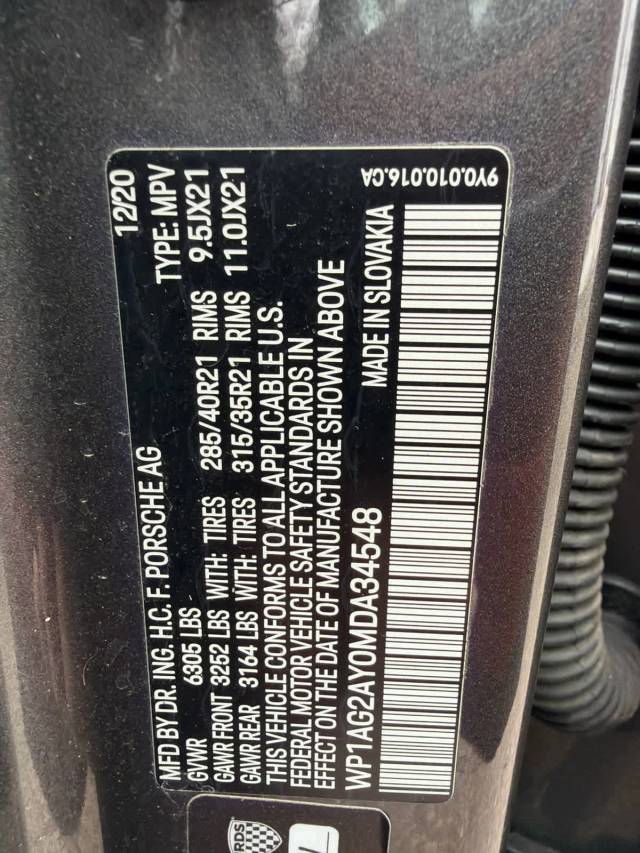 MFD BY DR. ING. H.C. F. PORSCHE AG 12/20
GVWR 6305 LBS TYPE: MPV
GAWR FRONT 3252 LBS WITH: TIRES 285/40R21 RIMS 9.5JX21
GAWR REAR 3164 LBS WITH: TIRES 315/35R21 RIMS 11.0JX21
THIS VEHICLE CONFORMS TO ALL APPLICABLE U.S.
FEDERAL MOTOR VEHICLE SAFETY STANDARDS IN
EFFECT ON THE DATE OF MANUFACTURE SHOWN ABOVE
WP1AG2AY0MDA34548 MADE IN SLOVAKIA
9Y0.010.016.CA
RDS